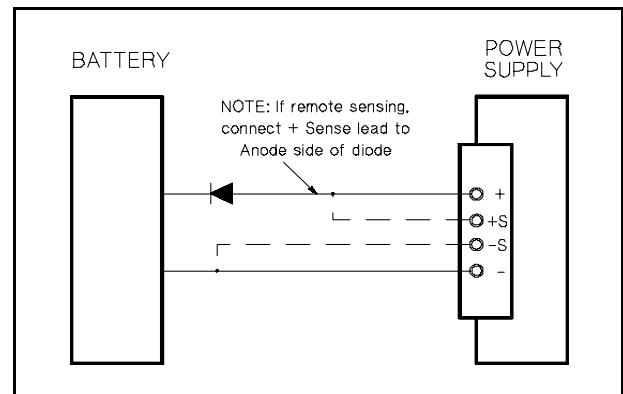 BATTERY
POWER
SUPPLY
NOTE: If remote sensing,
connect + Sense lead to
Anode side of diode
+
+S
-S
-